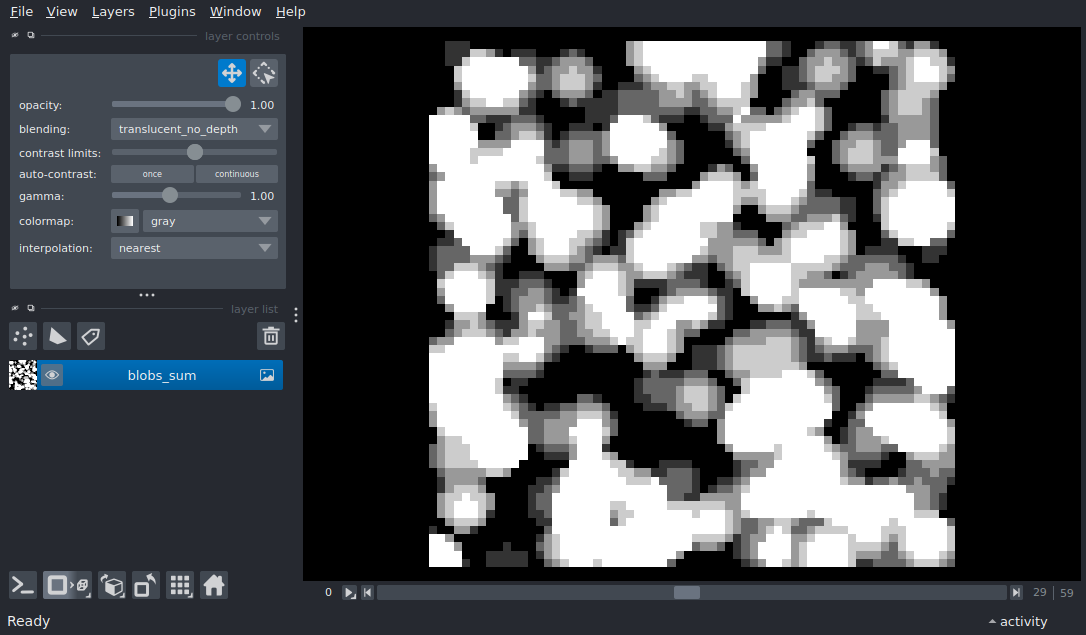 File View Layers Plugins Window Help
layer controls
opacity: 1.00
blending: translucent_no_depth
contrast limits:
auto-contrast: once continuous
gamma: 1.00
colormap: gray
interpolation: nearest
layer list
blobs_sum
0 29 59
Ready activity